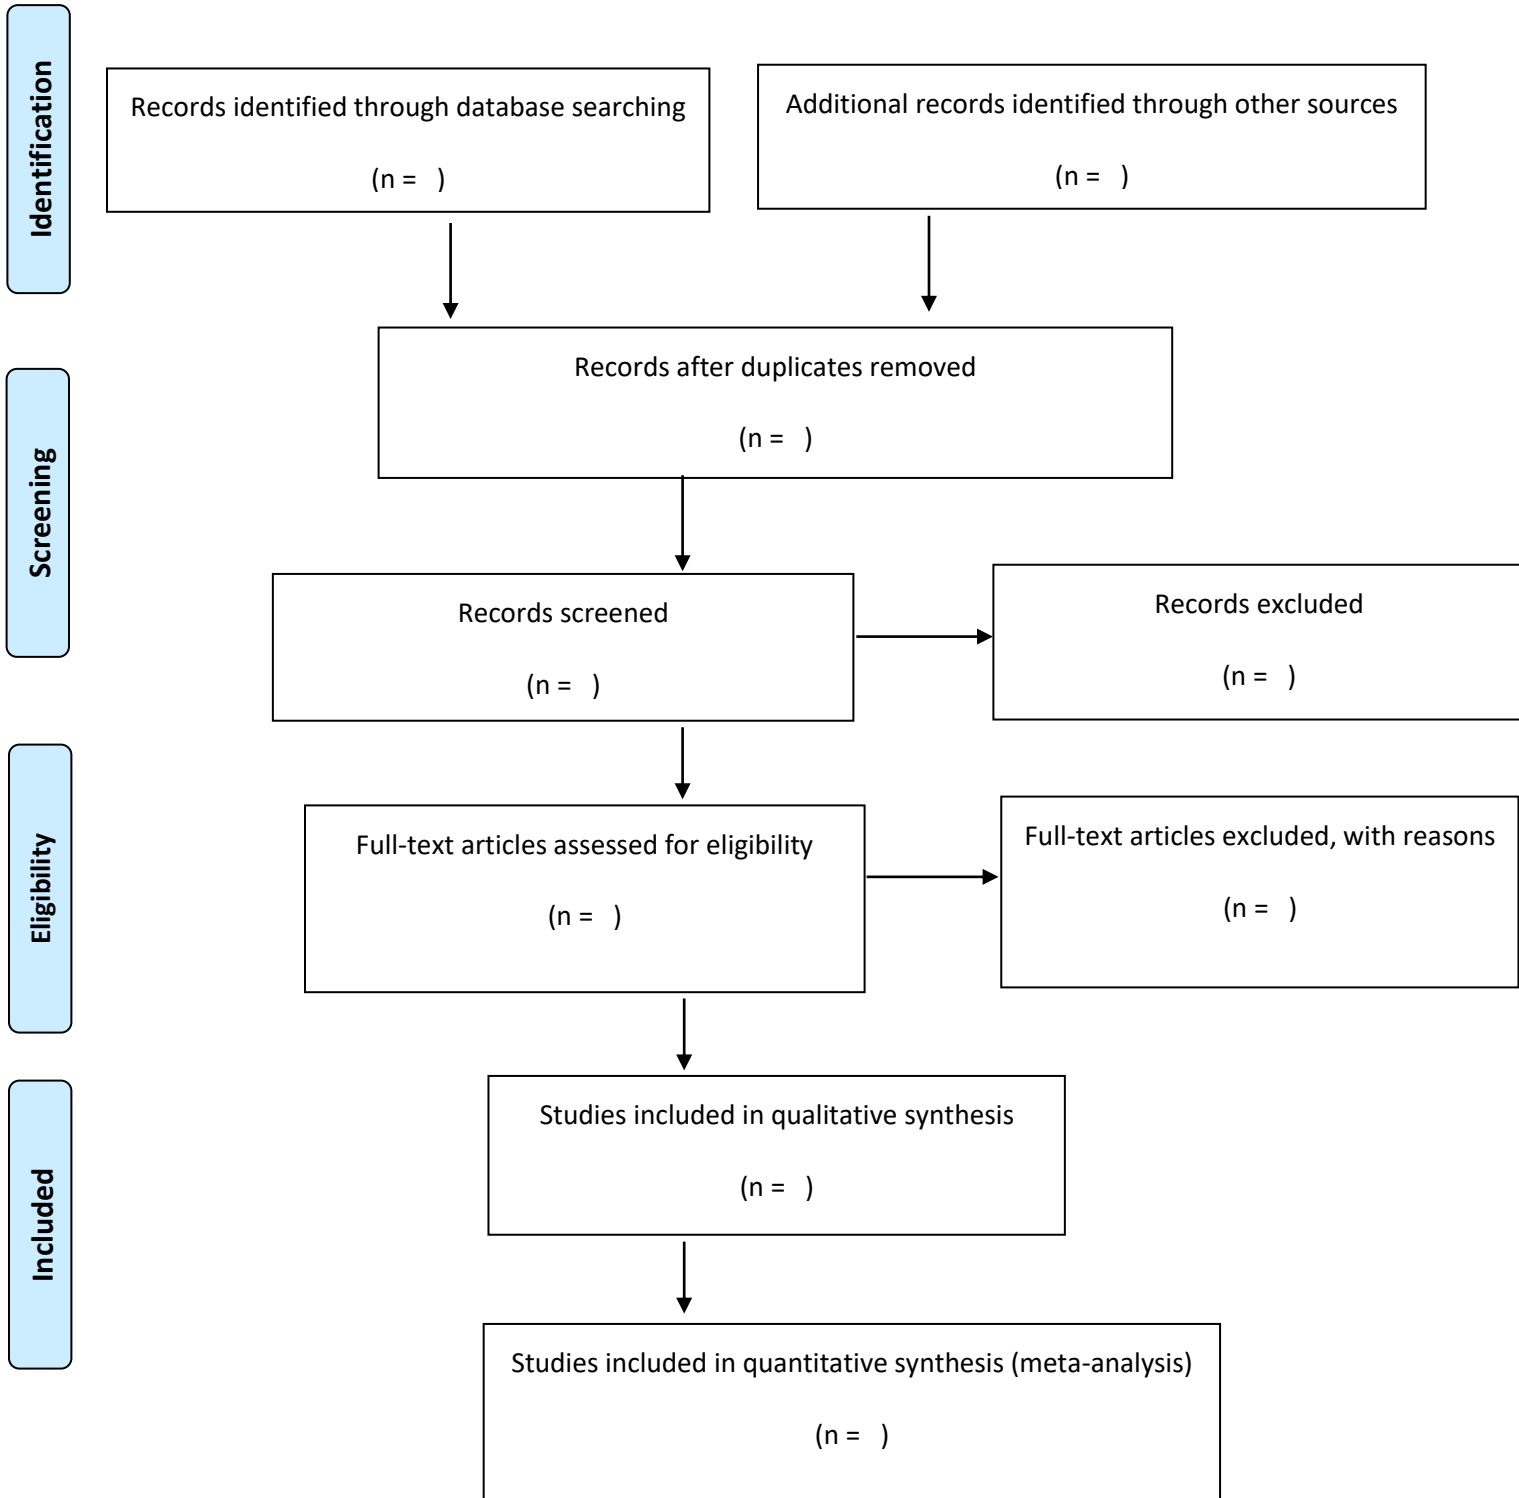 Identification
Records identified through database searching
(n =   )
Additional records identified through other sources
(n =   )
Screening
Records after duplicates removed
(n =   )
Records screened
(n =   )
Records excluded
(n =   )
Eligibility
Full-text articles assessed for eligibility
(n =   )
Full-text articles excluded, with reasons
(n =   )
Included
Studies included in qualitative synthesis
(n =   )
Studies included in quantitative synthesis (meta-analysis)
(n =   )